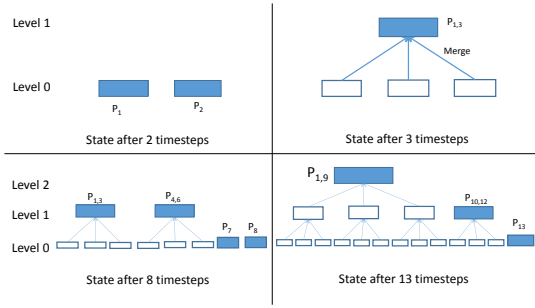 Level 1
Level 0
P1
P2
State after 2 timesteps
P1,3
Merge
State after 3 timesteps
Level 2
Level 1
Level 0
P1,3
P4,6
P7
P8
State after 8 timesteps
P1,9
P10,12
P13
State after 13 timesteps